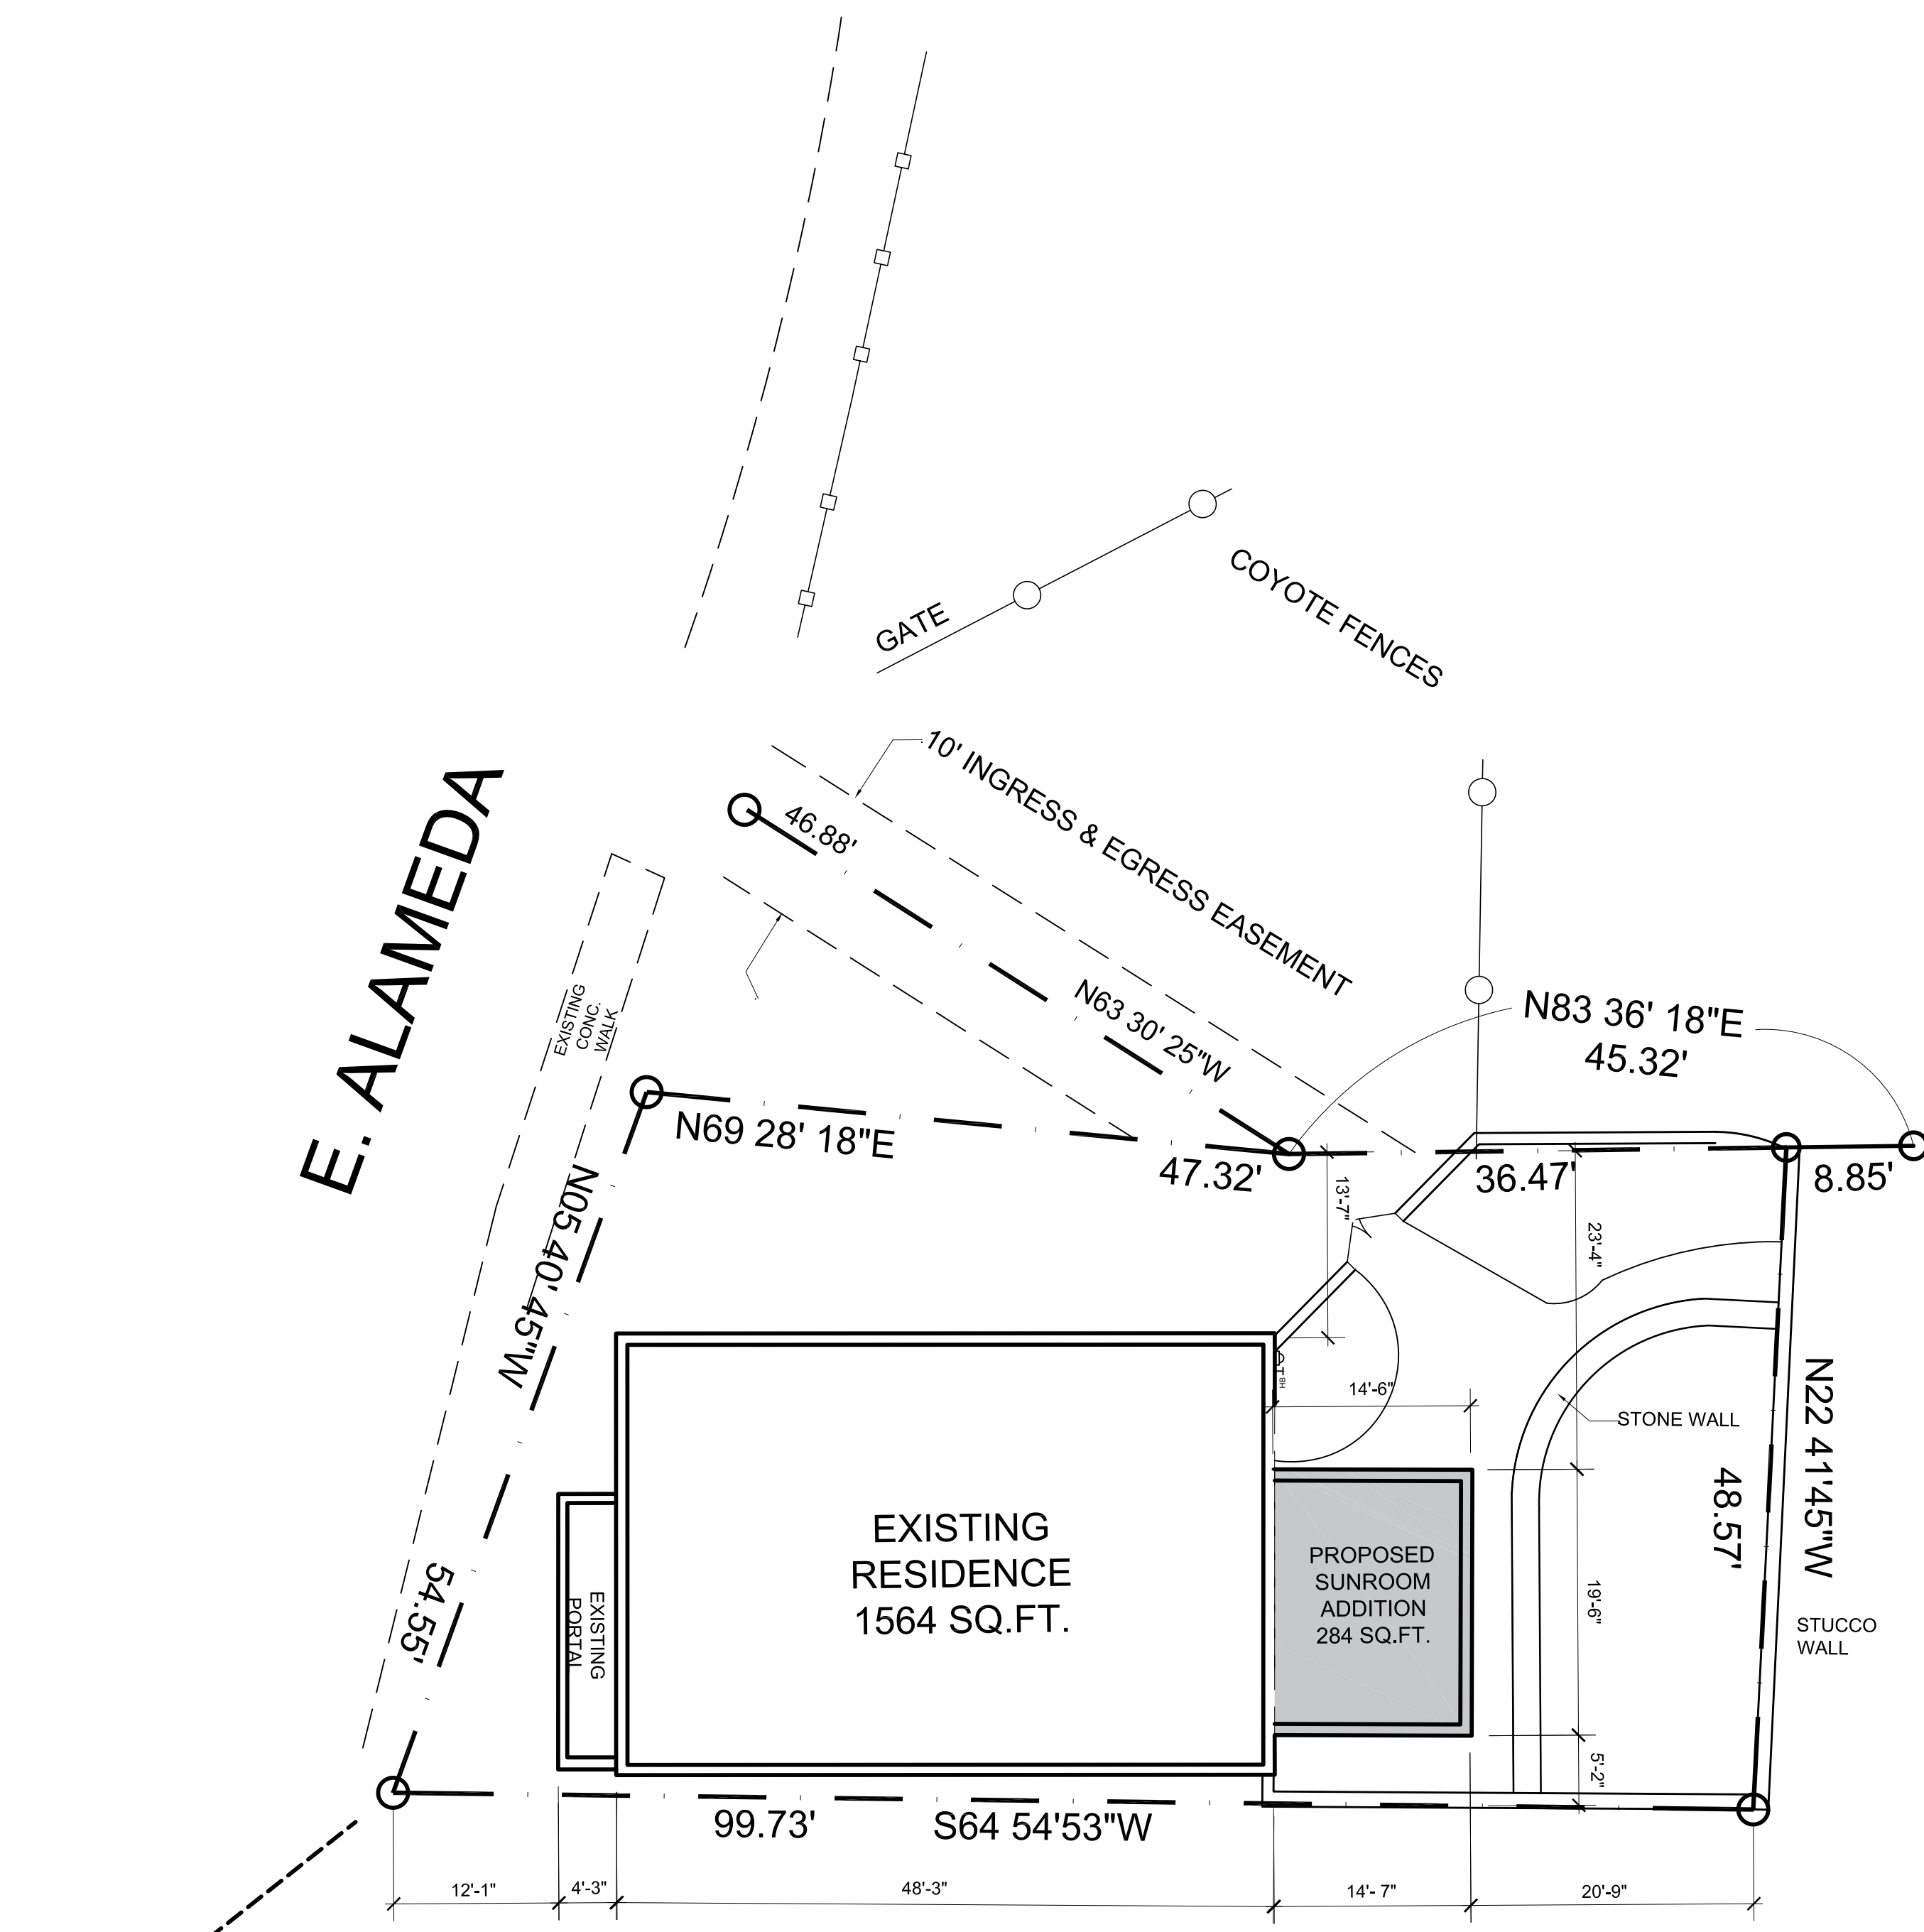 COYOTE FENCES
GATE
10' INGRESS & EGRESS EASEMENT
E. ALAMEDA
46.88'
N63 30' 25"W
EXISTING
CONC.
WALK
N83 36' 18"E
45.32'
N69 28' 18"E
47.32'
36.47'
8.85'
13'-7"
23'-4"
N05 40' 45"W
54.55'
HB
14'-6"
STONE WALL
N22 41'45"W
48.57'
EXISTING
RESIDENCE
1564 SQ.FT.
PROPOSED
SUNROOM
ADDITION
284 SQ.FT.
19'-6"
EXISTING
PORTAL
STUCCO
WALL
5'-2"
99.73'
S64 54'53"W
12'-1"
4'-3"
48'-3"
14'- 7"
20'-9"